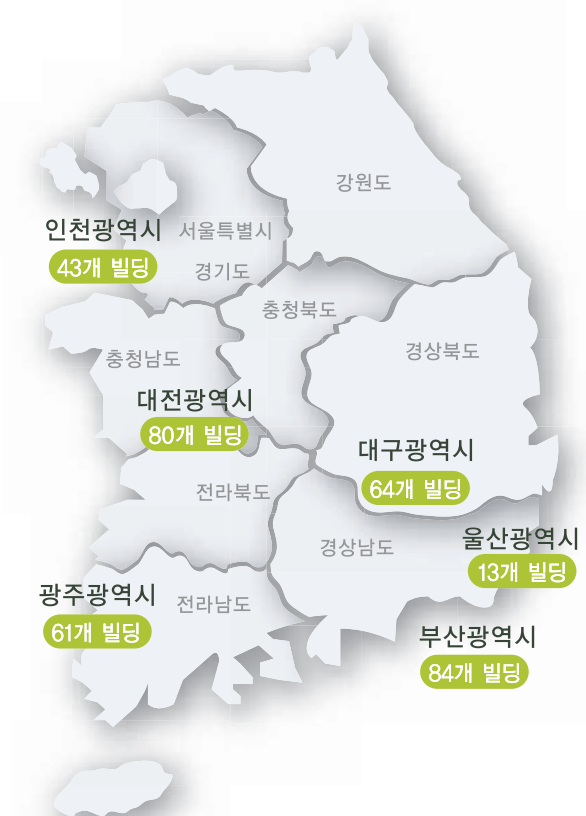 강원도
인천광역시
서울특별시
43개 빌딩
경기도
충청북도
충청남도
경상북도
대전광역시
80개 빌딩
대구광역시
64개 빌딩
전라북도
경상남도
울산광역시
13개 빌딩
광주광역시
전라남도
61개 빌딩
부산광역시
84개 빌딩